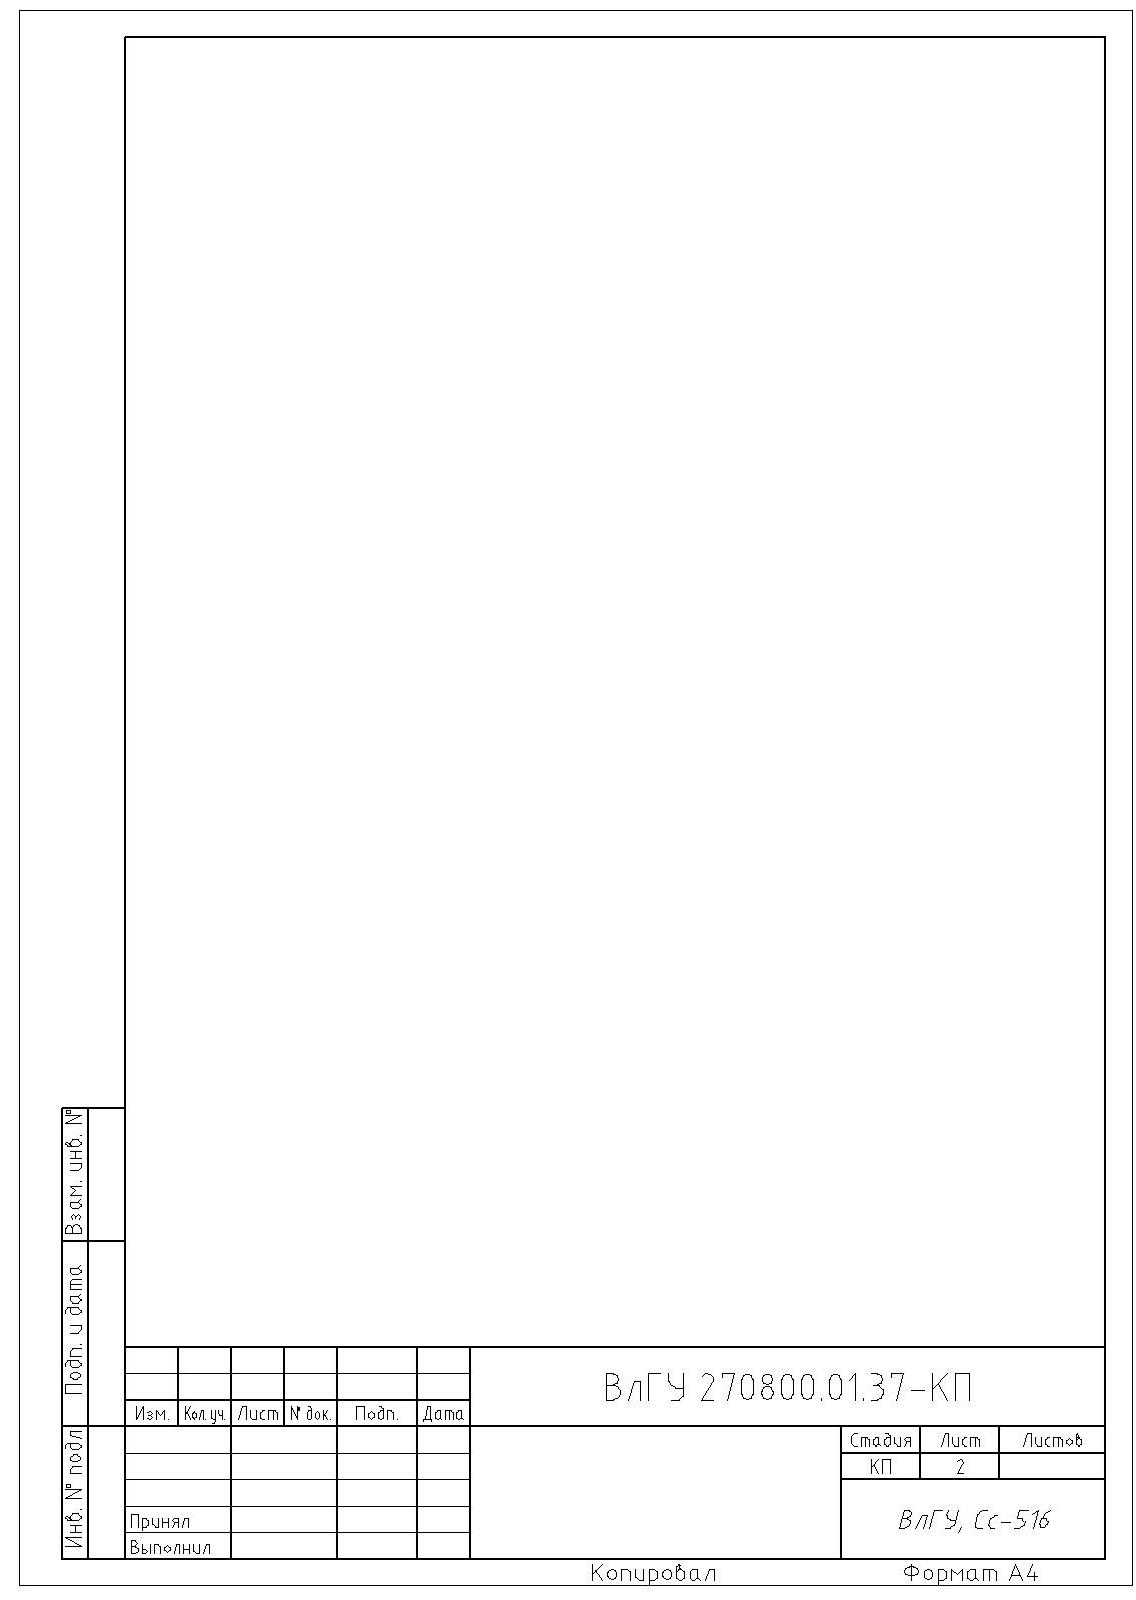 Взам. инв. №
Подп. и дата
Инв. № подл
ВлГУ 270800.01.37-КП
Изм. Кол.уч. Лист № док. Подп. Дата
Стадия Лист Листов
КП 2
Принял
ВлГУ, Сс-516
Выполнил
Копировал Формат А4